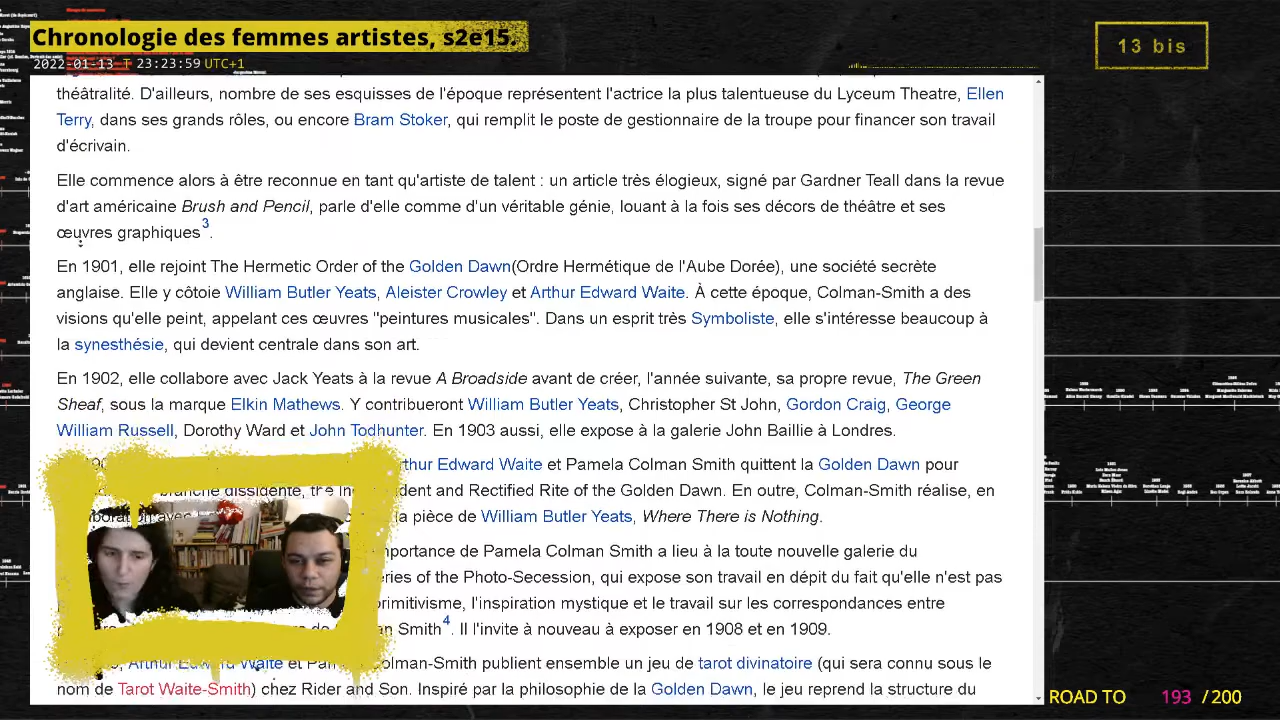 Chronologie des femmes artistes, s2e15.
2022-01-13 T 23:23:59 UTC+1
13 bis
théâtralité. D'ailleurs, nombre de ses esquisses de l'époque représentent l'actrice la plus talentueuse du Lyceum Theatre, Ellen
Terry, dans ses grands rôles, ou encore Bram Stoker, qui remplit le poste de gestionnaire de la troupe pour financer son travail
d'écrivain.
Elle commence alors à être reconnue en tant qu'artiste de talent : un article très élogieux, signé par Gardner Teall dans la revue
d'art américaine Brush and Pencil, parle d'elle comme d'un véritable génie, louant à la fois ses décors de théâtre et ses
œuvres graphiques3.
En 1901, elle rejoint The Hermetic Order of the Golden Dawn(Ordre Hermétique de l'Aube Dorée), une société secrète
anglaise. Elle y côtoie William Butler Yeats, Aleister Crowley et Arthur Edward Waite. À cette époque, Colman-Smith a des
visions qu'elle peint, appelant ces œuvres "peintures musicales". Dans un esprit très Symboliste, elle s'intéresse beaucoup à
la synesthésie, qui devient centrale dans son art.
En 1902, elle collabore avec Jack Yeats à la revue A Broadside avant de créer, l'année suivante, sa propre revue, The Green
Sheaf, sous la marque Elkin Mathews. Y contribueront William Butler Yeats, Christopher St John, Gordon Craig, George
William Russell, Dorothy Ward et John Todhunter. En 1903 aussi, elle expose à la galerie John Baillie à Londres.
Edward Waite et Pamela Colman Smith quittent la Golden Dawn pour
branche dissidente, the and Rectified Rite of the Golden Dawn. En outre, Colman-Smith réalise, en
la pièce de William Butler Yeats, Where There is Nothing.
de Pamela Colman Smith a lieu à la toute nouvelle galerie du
of the Photo-Secession, qui expose son travail en dépit du fait qu'elle n'est pas
l'inspiration mystique et le travail sur les correspondances entre
Smith4. Il l'invite à nouveau à exposer en 1908 et en 1909.
Arthur Edward Waite et Colman-Smith publient ensemble un jeu de tarot divinatoire (qui sera connu sous le
nom de Tarot Waite-Smith) chez Rider and Son. Inspiré par la philosophie de la Golden Dawn, le jeu reprend la structure du
ROAD TO 193 / 200